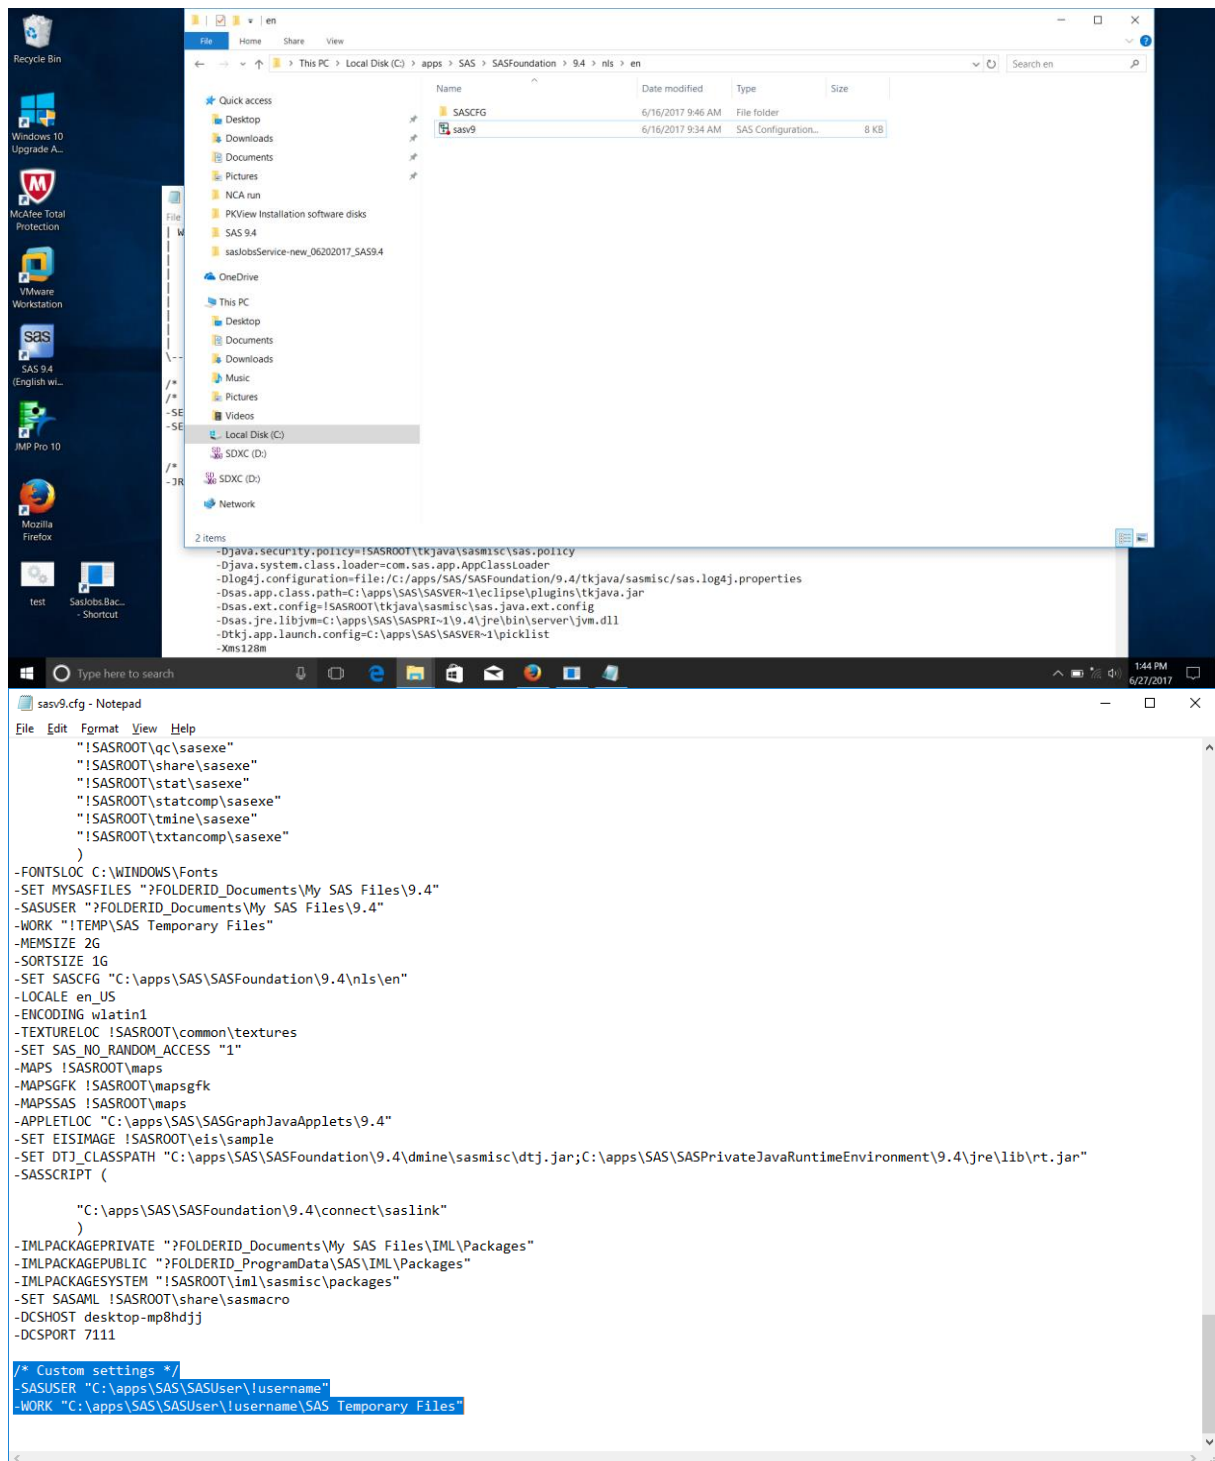 en
File Home Share View
This PC > Local Disk (C:) > apps > SAS > SASFoundation > 9.4 > nls > en
Search en
Recycle Bin
Windows 10
Upgrade A...
McAfee Total
Protection
VMware
Workstation
sas
SAS 9.4
(English wi...
JMP Pro 10
Mozilla
Firefox
test
SasJobs.Bac...
- Shortcut
Quick access
Desktop
Downloads
Documents
Pictures
NCA run
PKView Installation software disks
SAS 9.4
sasJobsService-new_06202017_SAS9.4
OneDrive
This PC
Desktop
Documents
Downloads
Music
Pictures
Videos
Local Disk (C:)
SDXC (D:)
SDXC (D:)
Network
2 items
Name Date modified Type Size
SASCFG 6/16/2017 9:46 AM File folder
sasv9 6/16/2017 9:34 AM SAS Configuration... 8 KB
File
| W
|
|
|
|
|
|
|
|
\--
/*
/*
-SE
-SE
/*
-JR
-Djava.security.policy=!SASROOT\tkjava\sasmisc\sas.policy
-Djava.system.class.loader=com.sas.app.AppClassLoader
-Dlog4j.configuration=file:/C:/apps/SAS/SASFoundation/9.4/tkjava/sasmisc/sas.log4j.properties
-Dsas.app.class.path=C:\apps\SAS\SASVER~1\eclipse\plugins\tkjava.jar
-Dsas.ext.config=!SASROOT\tkjava\sasmisc\sas.java.ext.config
-Dsas.jre.libjvm=C:\apps\SAS\SASPRI~1\9.4\jre\bin\server\jvm.dll
-Dtkj.app.launch.config=C:\apps\SAS\SASVER~1\picklist
-Xms128m
Type here to search
1:44 PM
6/27/2017
sasv9.cfg - Notepad
File Edit Format View Help
"!SASROOT\qc\sasexe"
"!SASROOT\share\sasexe"
"!SASROOT\stat\sasexe"
"!SASROOT\statcomp\sasexe"
"!SASROOT\tmine\sasexe"
"!SASROOT\txtancomp\sasexe"
)
-FONTSLOC C:\WINDOWS\Fonts
-SET MYSASFILES "?FOLDERID_Documents\My SAS Files\9.4"
-SASUSER "?FOLDERID_Documents\My SAS Files\9.4"
-WORK "!TEMP\SAS Temporary Files"
-MEMSIZE 2G
-SORTSIZE 1G
-SET SASCFG "C:\apps\SAS\SASFoundation\9.4\nls\en"
-LOCALE en_US
-ENCODING wlatin1
-TEXTURELOC !SASROOT\common\textures
-SET SAS_NO_RANDOM_ACCESS "1"
-MAPS !SASROOT\maps
-MAPSGFK !SASROOT\mapsgfk
-MAPSSAS !SASROOT\maps
-APPLETLOC "C:\apps\SAS\SASGraphJavaApplets\9.4"
-SET EISIMAGE !SASROOT\eis\sample
-SET DTJ_CLASSPATH "C:\apps\SAS\SASFoundation\9.4\dmine\sasmisc\dtj.jar;C:\apps\SAS\SASPrivateJavaRuntimeEnvironment\9.4\jre\lib\rt.jar"
-SASSCRIPT (
"C:\apps\SAS\SASFoundation\9.4\connect\saslink"
)
-IMLPACKAGEPRIVATE "?FOLDERID_Documents\My SAS Files\IML\Packages"
-IMLPACKAGEPUBLIC "?FOLDERID_ProgramData\SAS\IML\Packages"
-IMLPACKAGESYSTEM "!SASROOT\iml\sasmisc\packages"
-SET SASAML !SASROOT\share\sasmacro
-DCSHOST desktop-mp8hdjj
-DCSPORT 7111
/* Custom settings */
-SASUSER "C:\apps\SAS\SASUser\!username"
-WORK "C:\apps\SAS\SASUser\!username\SAS Temporary Files"